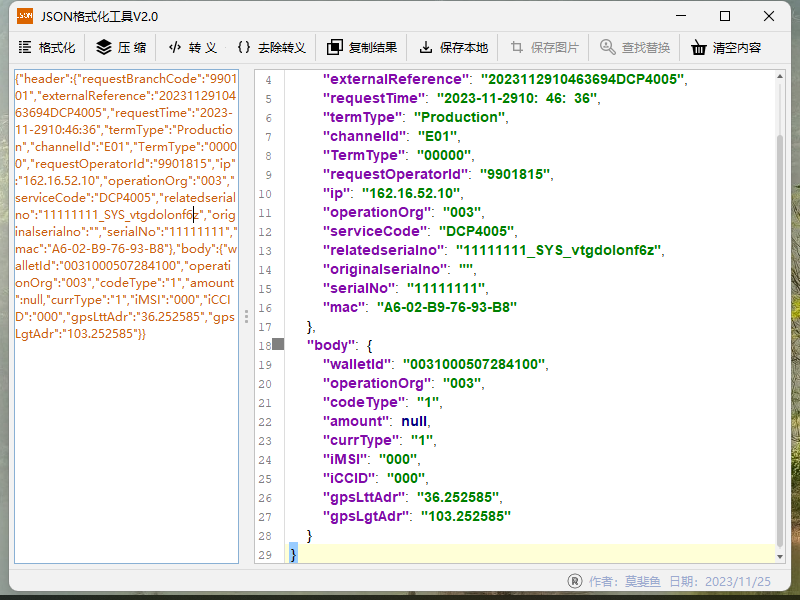 JSON JSON格式化工具V2.0
格式化 压 缩 转 义 去除转义 复制结果 保存本地 保存图片 查找替换 清空内容
{"header":{"requestBranchCode":"990101","externalReference":"2023112910463694DCP4005","requestTime":"2023-11-2910:46:36","termType":"Production","channelId":"E01","TermType":"00000","requestOperatorId":"9901815","ip":"162.16.52.10","operationOrg":"003","serviceCode":"DCP4005","relatedserialno":"11111111_SYS_vtgdolonf6z","originalserialno":"","serialNo":"11111111","mac":"A6-02-B9-76-93-B8"},"body":{"walletId":"0031000507284100","operationOrg":"003","codeType":"1","amount":null,"currType":"1","iMSI":"000","iCCID":"000","gpsLttAdr":"36.252585","gpsLgtAdr":"103.252585"}}
4 "externalReference": "2023112910463694DCP4005",
5 "requestTime": "2023-11-2910: 46: 36",
6 "termType": "Production",
7 "channelId": "E01",
8 "TermType": "00000",
9 "requestOperatorId": "9901815",
10 "ip": "162.16.52.10",
11 "operationOrg": "003",
12 "serviceCode": "DCP4005",
13 "relatedserialno": "11111111_SYS_vtgdolonf6z",
14 "originalserialno": "",
15 "serialNo": "11111111",
16 "mac": "A6-02-B9-76-93-B8"
17 },
18 "body": {
19 "walletId": "0031000507284100",
20 "operationOrg": "003",
21 "codeType": "1",
22 "amount": null,
23 "currType": "1",
24 "iMSI": "000",
25 "iCCID": "000",
26 "gpsLttAdr": "36.252585",
27 "gpsLgtAdr": "103.252585"
28 }
29 }
® 作者: 莫斐鱼 日期: 2023/11/25